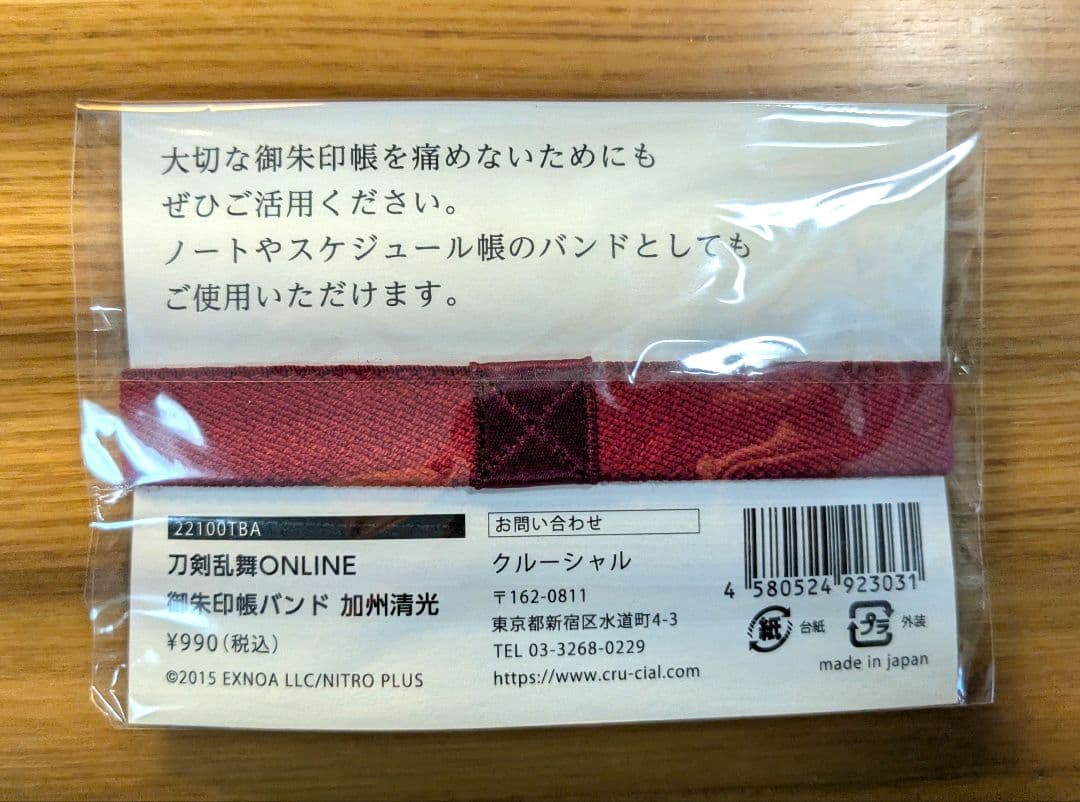 大切な御朱印帳を痛めないためにも
ぜひご活用ください。
ノートやスケジュール帳のバンドとしても
ご使用いただけます。
22100TBA
刀剣乱舞ONLINE
御朱印帳バンド 加州清光
¥990(税込)
©2015 EXNOA LLC/NITRO PLUS
お問い合わせ
クルーシャル
〒162-0811
東京都新宿区水道町4-3
TEL 03-3268-0229
https://www.cru-cial.com
4 580524 923031
紙 台紙 プラ 外装
made in japan